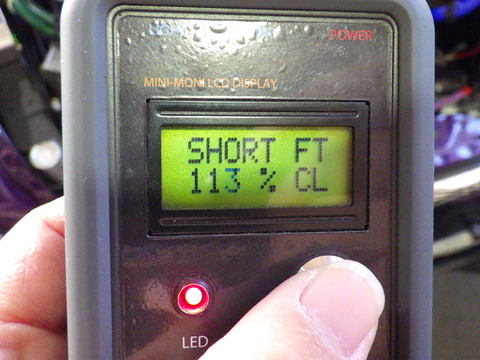 POWER
MINI-MONI LCD DISPLAY
SHORT FT
113 % CL
LED